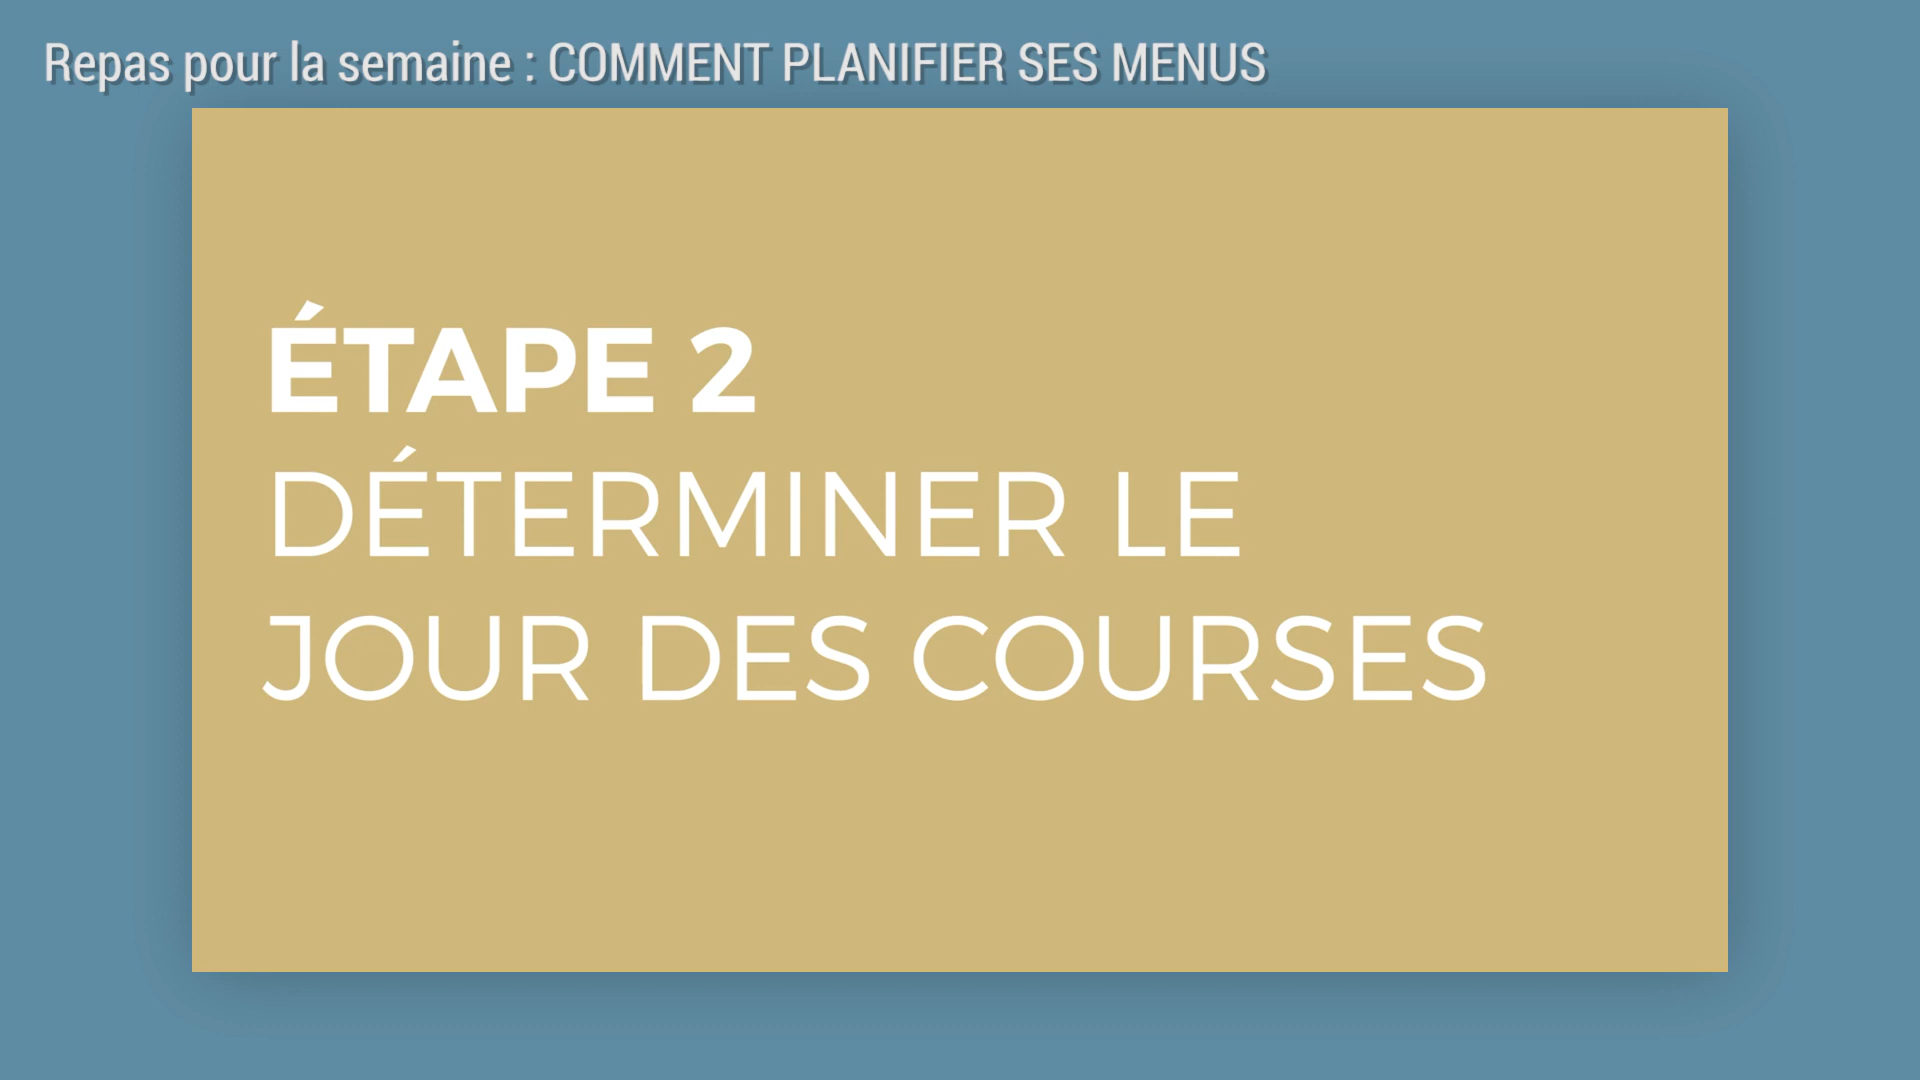 Repas pour la semaine : COMMENT PLANIFIER SES MENUS
ÉTAPE 2
DÉTERMINER LE
JOUR DES COURSES